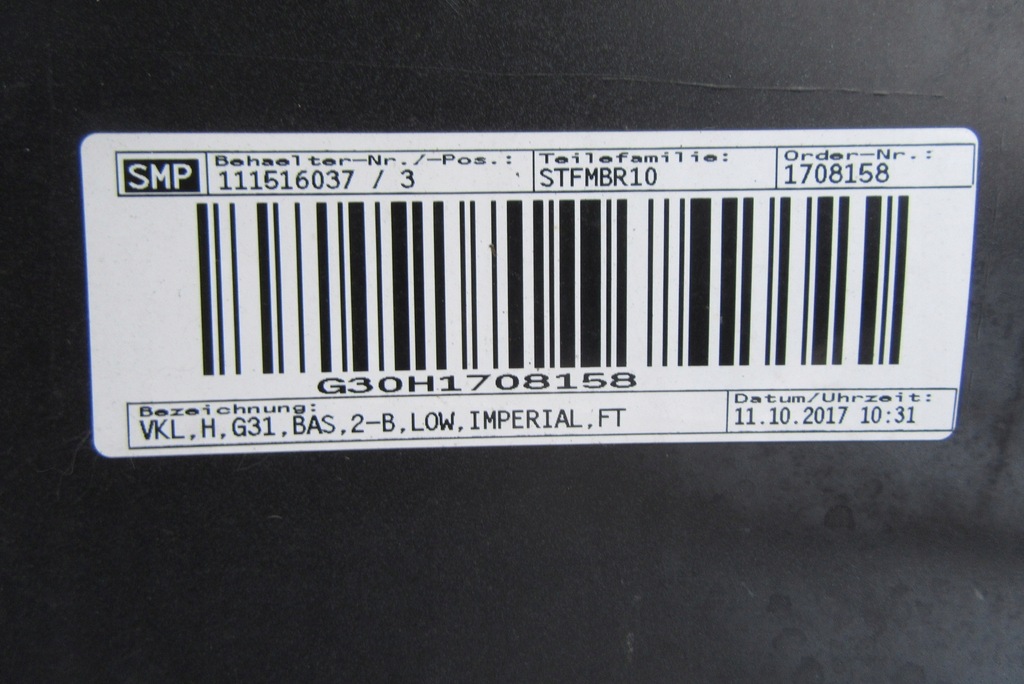 SMP
Behaelter-Nr./-Pos.: Teilefamilie: Order-Nr.:
111516037 / 3 STFMBR10 1708158
G30H1708158
Bezeichnung: Datum/Uhrzeit:
VKL,H,G31,BAS,2-B,LOW,IMPERIAL,FT 11.10.2017 10:31